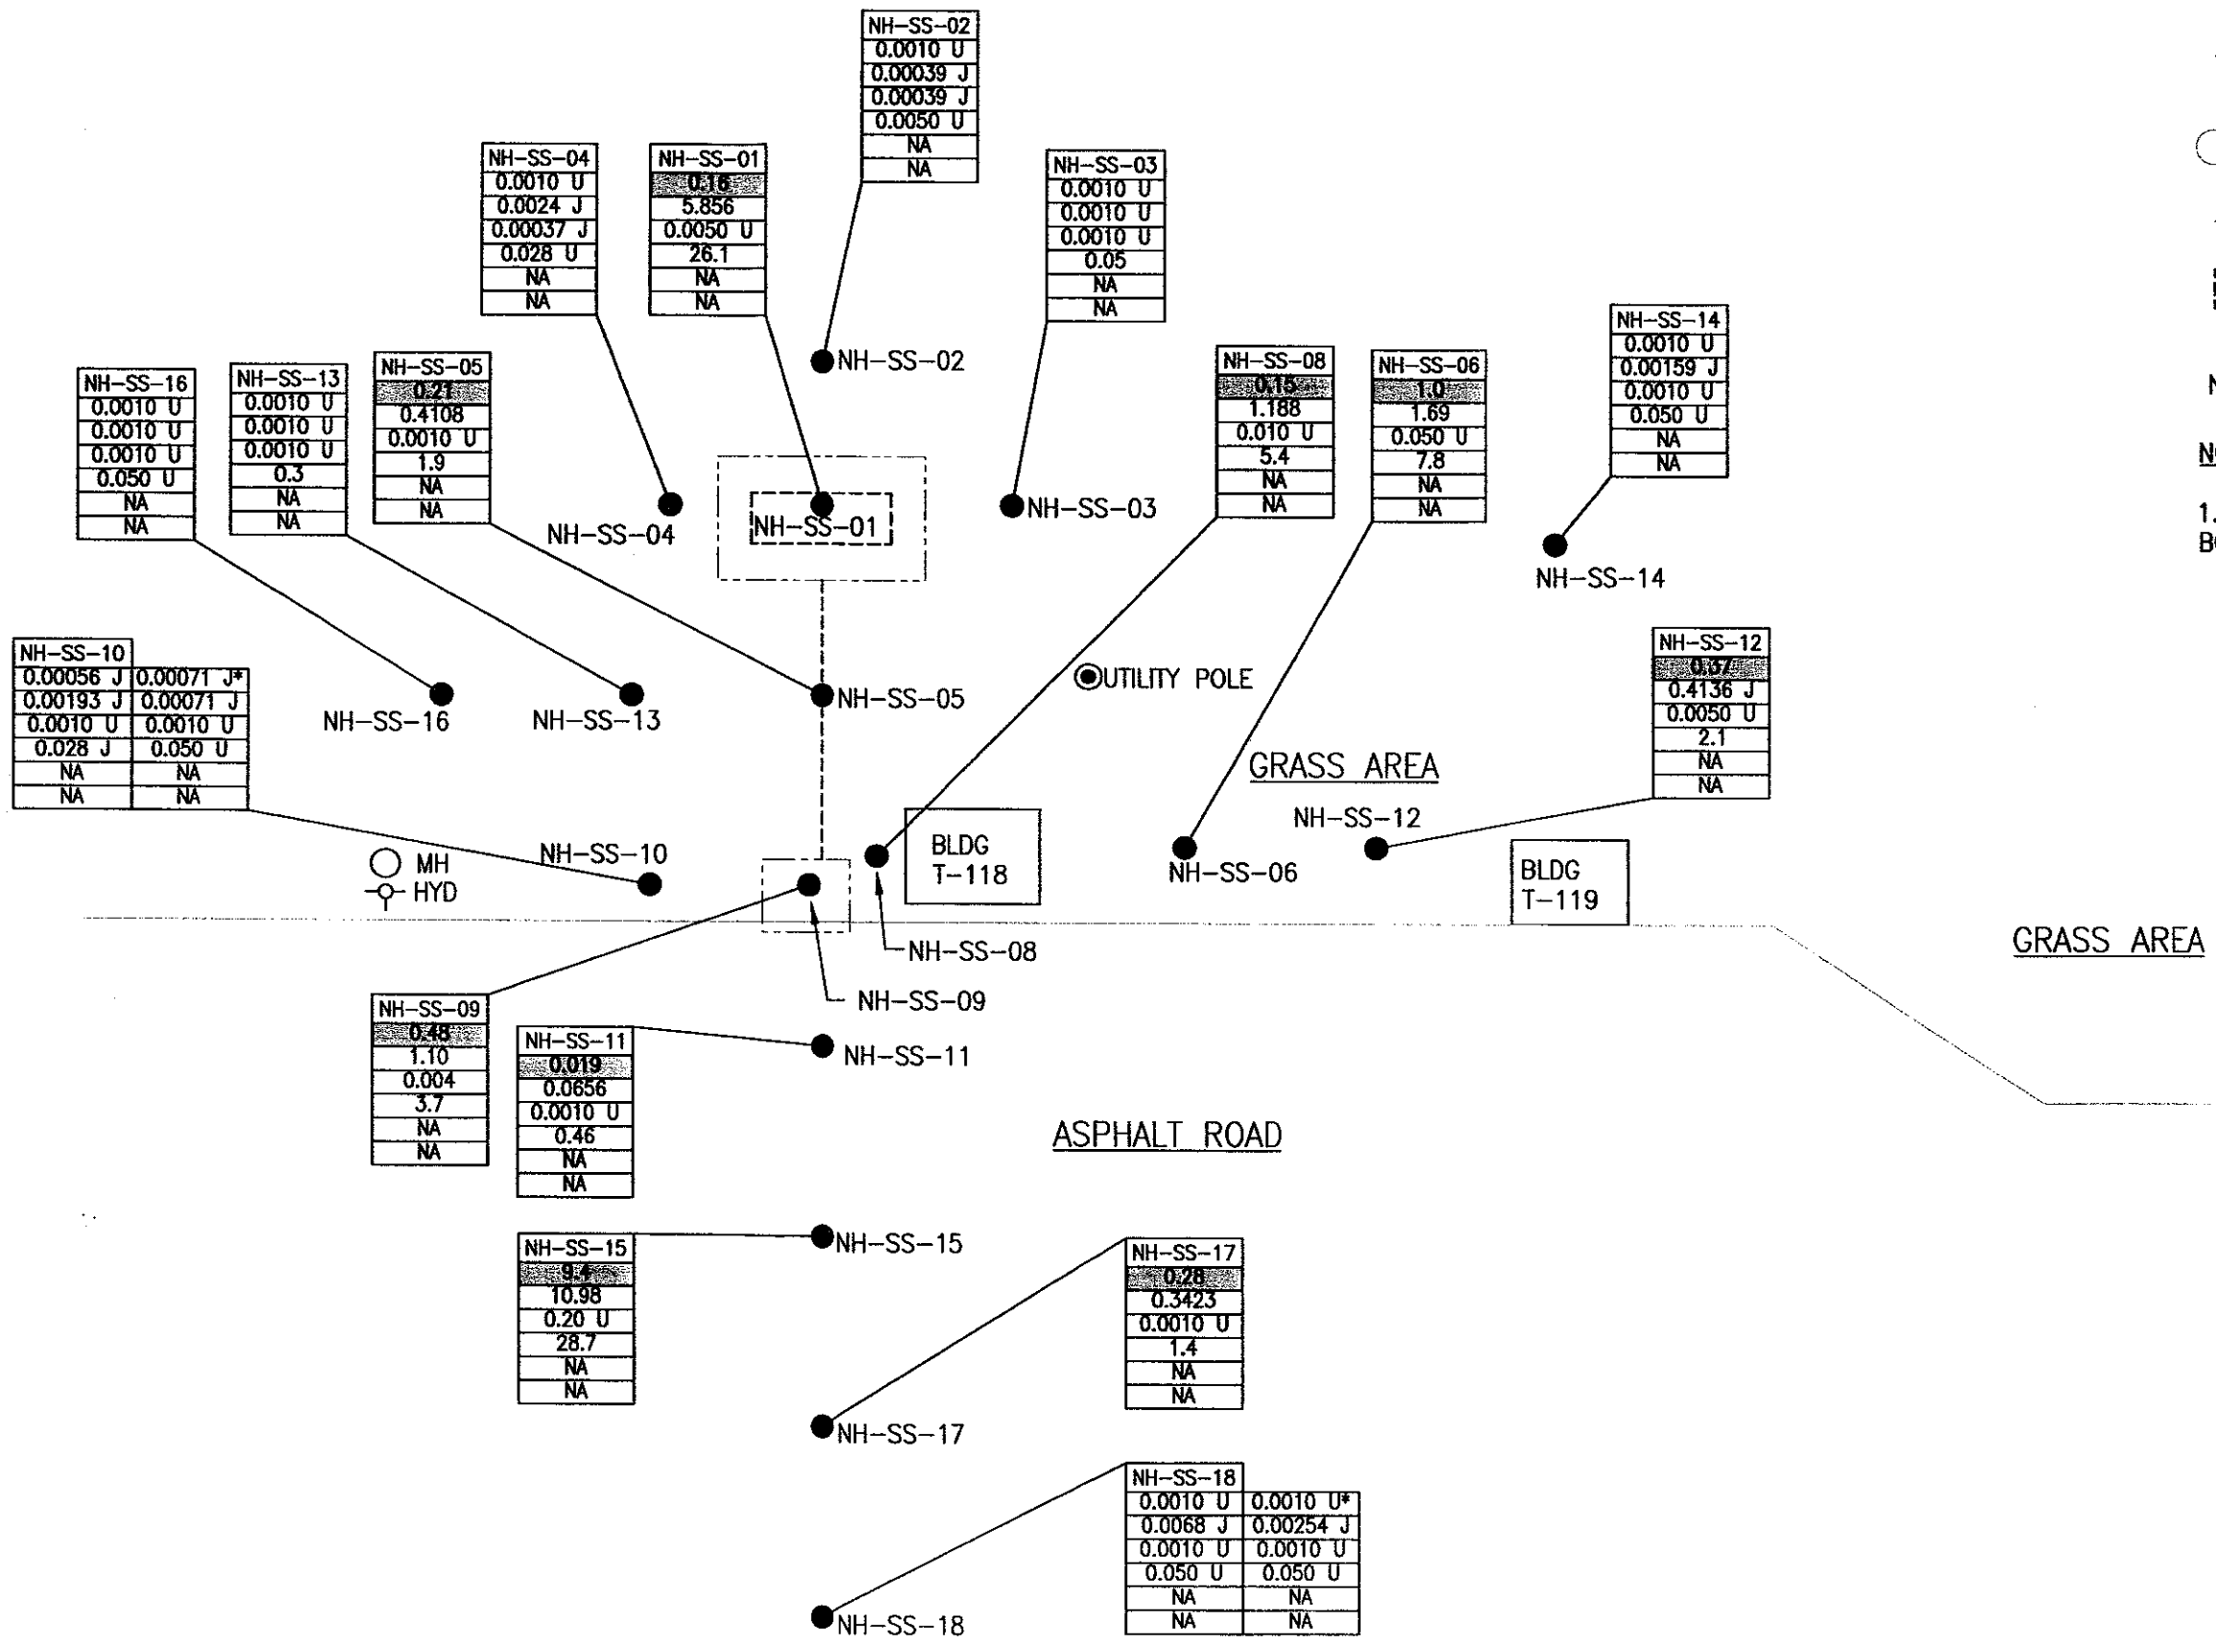 NH-SS-02
0.0010 U
0.00039 J
0.00039 J
0.0050 U
NA
NA
NH-SS-04
0.0010 U
0.0024 J
0.00037 J
0.028 U
NA
NA
NH-SS-01
0.16
5.856
0.0050 U
26.1
NA
NA
NH-SS-03
0.0010 U
0.0010 U
0.0010 U
0.05
NA
NA
NH-SS-14
0.0010 U
0.00159 J
0.0010 U
0.050 U
NA
NA
NH-SS-16
0.0010 U
0.0010 U
0.0010 U
0.050 U
NA
NA
NH-SS-13
0.0010 U
0.0010 U
0.0010 U
0.3
NA
NA
NH-SS-05
0.21
0.4108
0.0010 U
1.9
NA
NA
NH-SS-08
0.15
1.188
0.010 U
5.4
NA
NA
NH-SS-06
1.0
1.69
0.050 U
7.8
NA
NA
NH-SS-02
NH-SS-04
NH-SS-01
NH-SS-03
NH-SS-14
1.
NH-SS-10
0.00056 J 0.00071 J*
0.00193 J 0.00071 J
0.0010 U 0.0010 U
0.028 J 0.050 U
NA NA
NA NA
NH-SS-16
NH-SS-13
NH-SS-05
UTILITY POLE
NH-SS-12
0.37
0.4136 J
0.0050 U
2.1
NA
NA
GRASS AREA
NH-SS-12
MH
HYD
NH-SS-10
BLDG
T-118
NH-SS-06
BLDG
T-119
GRASS AREA
NH-SS-08
NH-SS-09
NH-SS-09
0.48
1.10
0.004
3.7
NA
NA
NH-SS-11
0.019
0.0656
0.0010 U
0.46
NA
NA
NH-SS-11
ASPHALT ROAD
NH-SS-15
9.4
10.98
0.20 U
28.7
NA
NA
NH-SS-15
NH-SS-17
0.28
0.3423
0.0010 U
1.4
NA
NA
NH-SS-17
NH-SS-18
0.0010 U 0.0010 U*
0.0068 J 0.00254 J
0.0010 U 0.0010 U
0.050 U 0.050 U
NA NA
NA NA
NH-SS-18